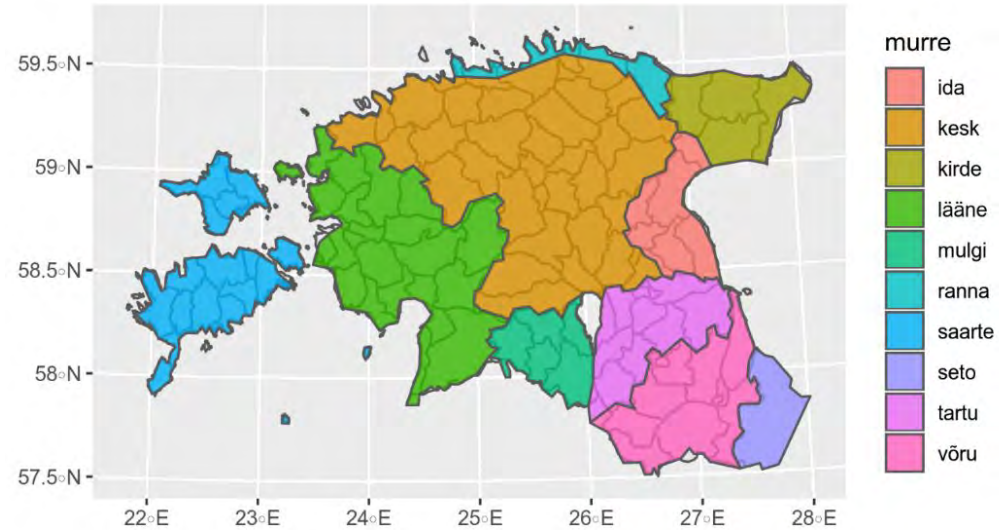 59.5°N
59°N
58.5°N
58°N
57.5°N
22°E 23°E 24°E 25°E 26°E 27°E 28°E
murre
ida
kesk
kirde
lääne
mulgi
ranna
saarte
seto
tartu
võru